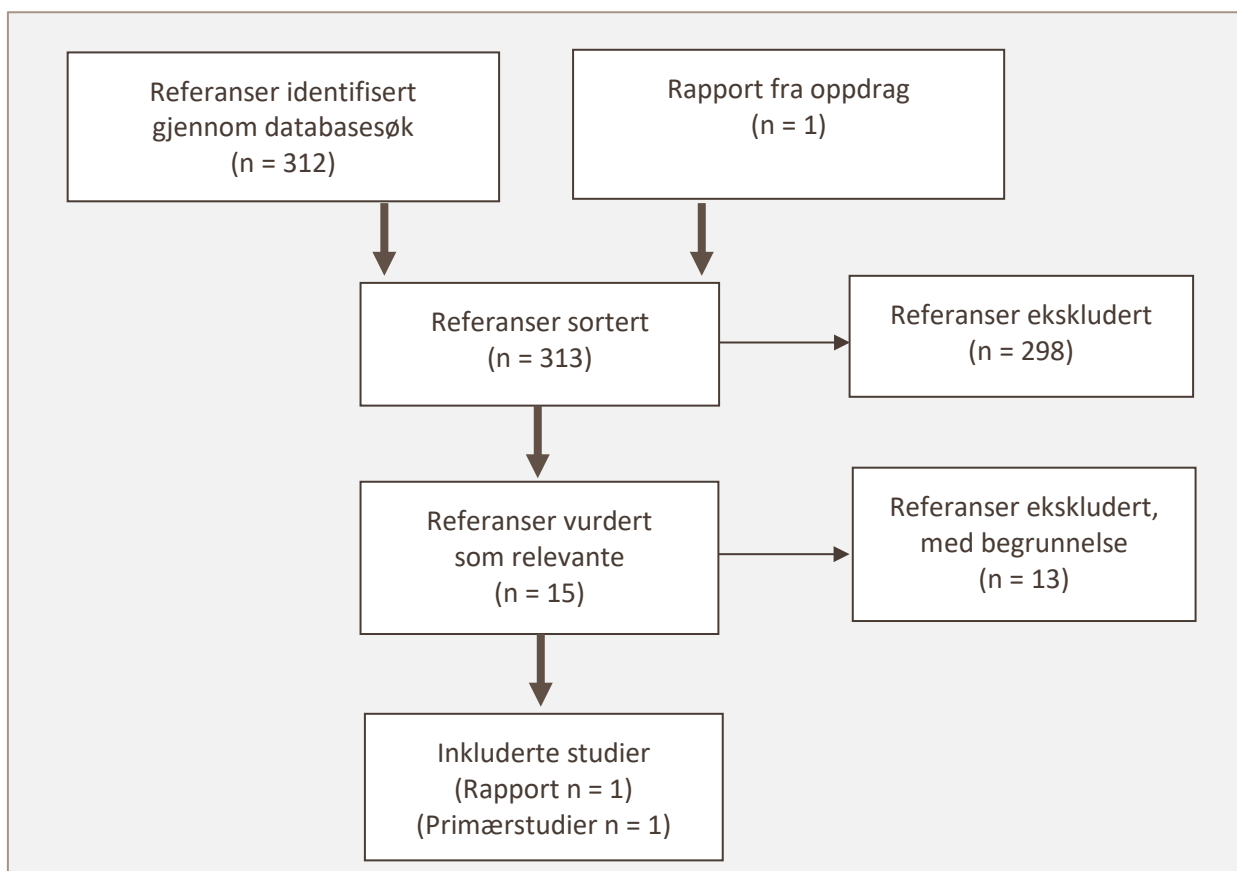 Referanser identifisert
gjennom databasesøk
(n = 312)
Rapport fra oppdrag
(n = 1)
Referanser sortert
(n = 313)
Referanser ekskludert
(n = 298)
Referanser vurdert
som relevante
(n = 15)
Referanser ekskludert,
med begrunnelse
(n = 13)
Inkluderte studier
(Rapport n = 1)
(Primærstudier n = 1)